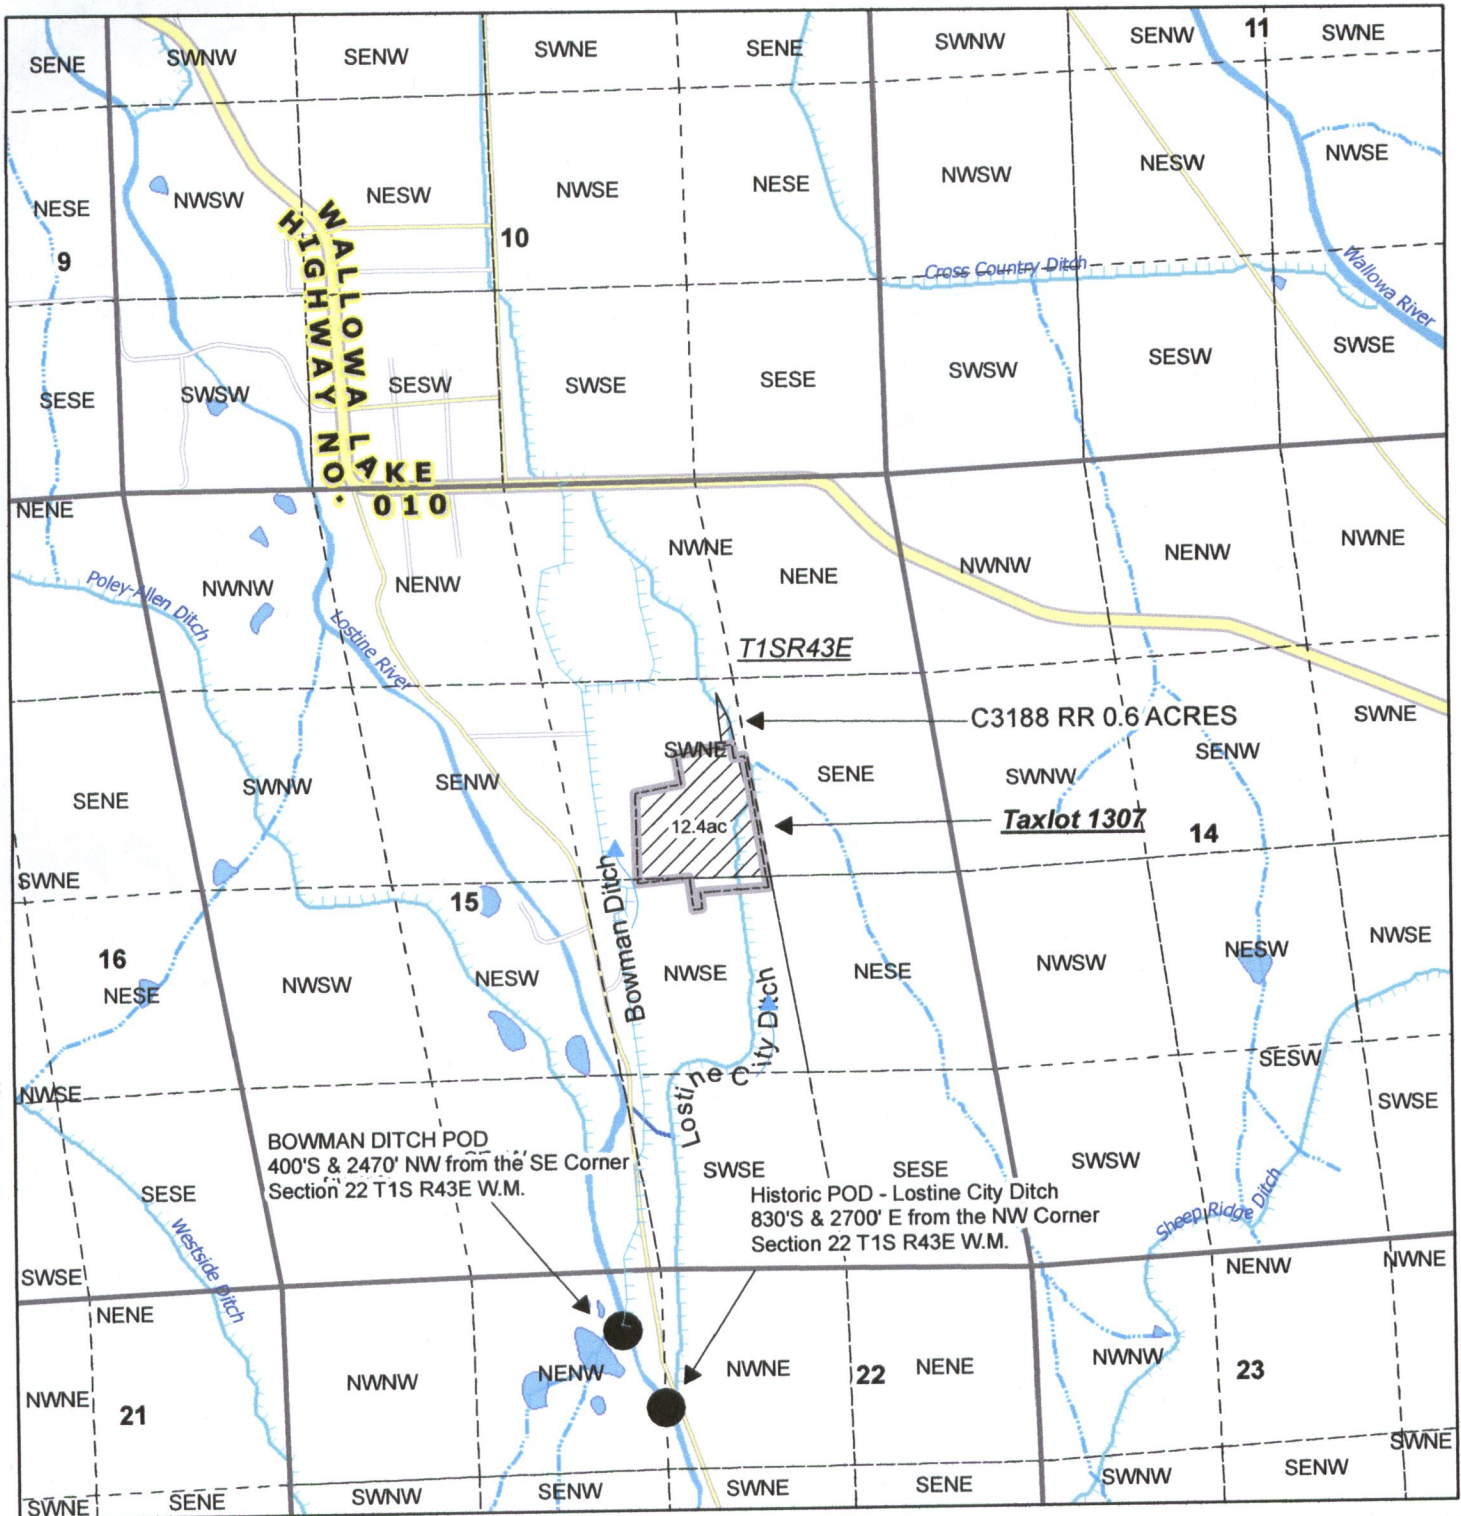 SENE
SWNW
SENW
SWNE
SENE
SWNW
SENW
11
SWNE
NESE
NWSW
NESW
NWSE
NESE
NWSW
NESW
NWSE
9
10
WALLOWA LAKE
HIGHWAY NO. 010
Cross Country Ditch
Wallowa River
SESE
SWSW
SESW
SWSE
SESE
SWSW
SESW
SWSE
NENE
NWNW
NENW
NWNE
NENE
NWNW
NENW
NWNE
Poley-Allen Ditch
Lostine River
T1SR43E
C3188 RR 0.6 ACRES
SENE
SWNW
SENW
SWNE
SENE
SWNW
SENW
SWNE
12.4ac
Taxlot 1307
14
SWNE
15
Bowman Ditch
16
NESE
NWSW
NESW
NWSE
NESE
NWSW
NESW
NWSE
Lostine City Ditch
NWSE
SESW
SWSE
BOWMAN DITCH POD
400'S & 2470' NW from the SE Corner
Section 22 T1S R43E W.M.
SESE
SWSE
SESE
SWSW
Historic POD - Lostine City Ditch
830'S & 2700' E from the NW Corner
Section 22 T1S R43E W.M.
Westside Ditch
Sheep Ridge Ditch
SWSE
NENE
NENW
NWNE
NWNE
21
NWNW
NENW
NWNE
22
NENE
NWNW
23
SWNE
SENE
SWNW
SENW
SWNE
SENE
SWNW
SENW
SWNE